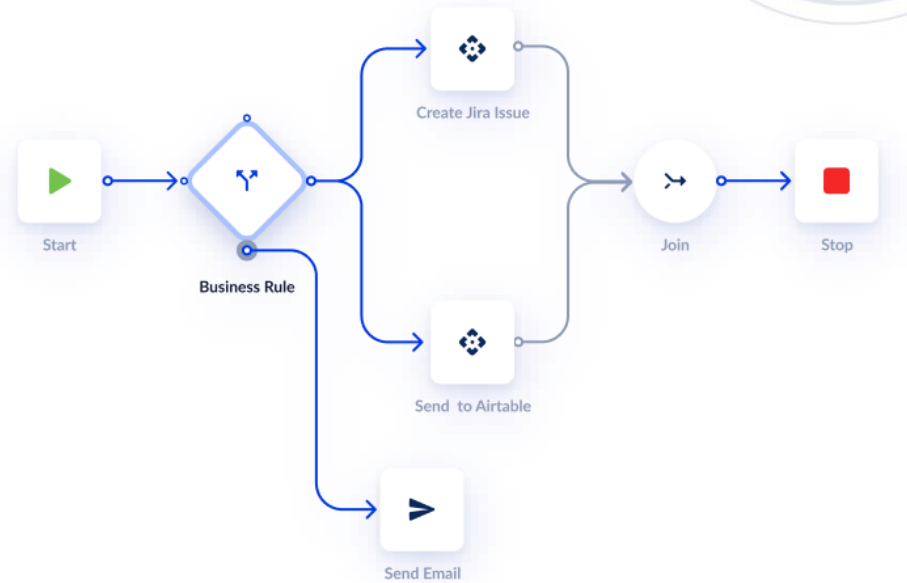 Create Jira Issue
Start
Join
Stop
Business Rule
Send  to Airtable
Send Email